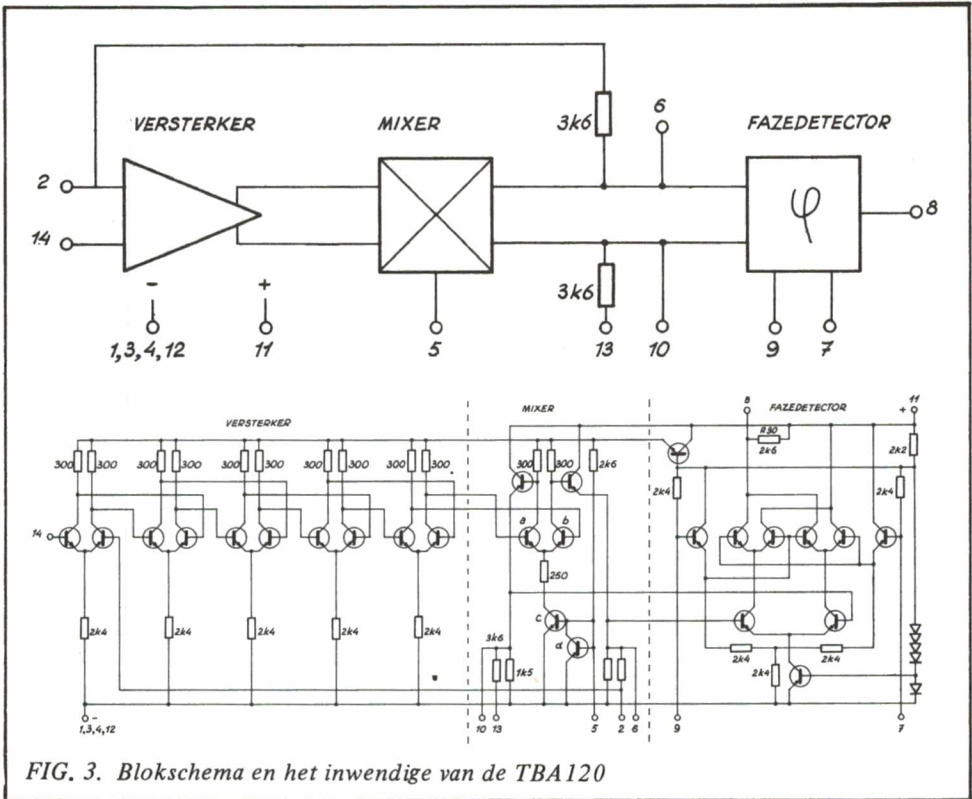 VERSTERKER MIXER FAZEDETECTOR
3k6 6
2 8
14
3k6
- +
1,3,4,12 11 5 13 10 9 7
VERSTERKER MIXER FAZEDETECTOR
8 + 11
R30
2k6 2k2
300 300 300 300 300 300 300 300 300 300 2k6
2k4 2k4
14 a b
250
c
2k4 2k4 2k4 2k4 2k4
3k6 d
1k5 2k4 2k4
2k4
-
1,3,4,12 10 13 5 2 6 9 7
FIG. 3. Blokschema en het inwendige van de TBA120